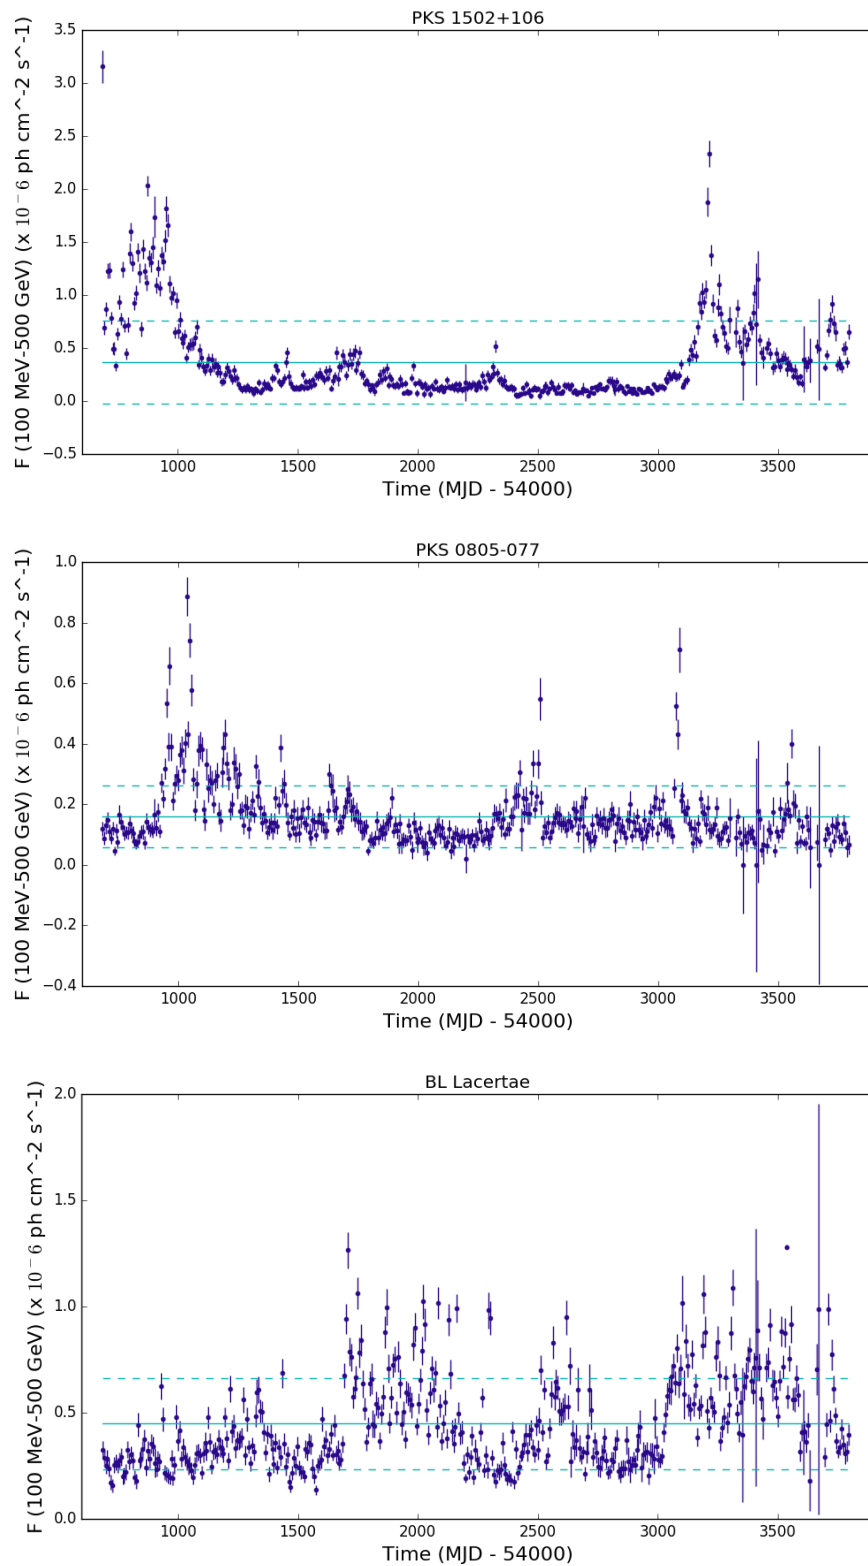 PKS 1502+106
F (100 MeV-500 GeV) (x 10⁻⁶ ph cm^-2 s^-1)
3.5
3.0
2.5
2.0
1.5
1.0
0.5
0.0
−0.5
1000 1500 2000 2500 3000 3500
Time (MJD - 54000)
PKS 0805-077
F (100 MeV-500 GeV) (x 10⁻⁶ ph cm^-2 s^-1)
1.0
0.8
0.6
0.4
0.2
0.0
−0.2
−0.4
1000 1500 2000 2500 3000 3500
Time (MJD - 54000)
BL Lacertae
F (100 MeV-500 GeV) (x 10⁻⁶ ph cm^-2 s^-1)
2.0
1.5
1.0
0.5
0.0
1000 1500 2000 2500 3000 3500
Time (MJD - 54000)